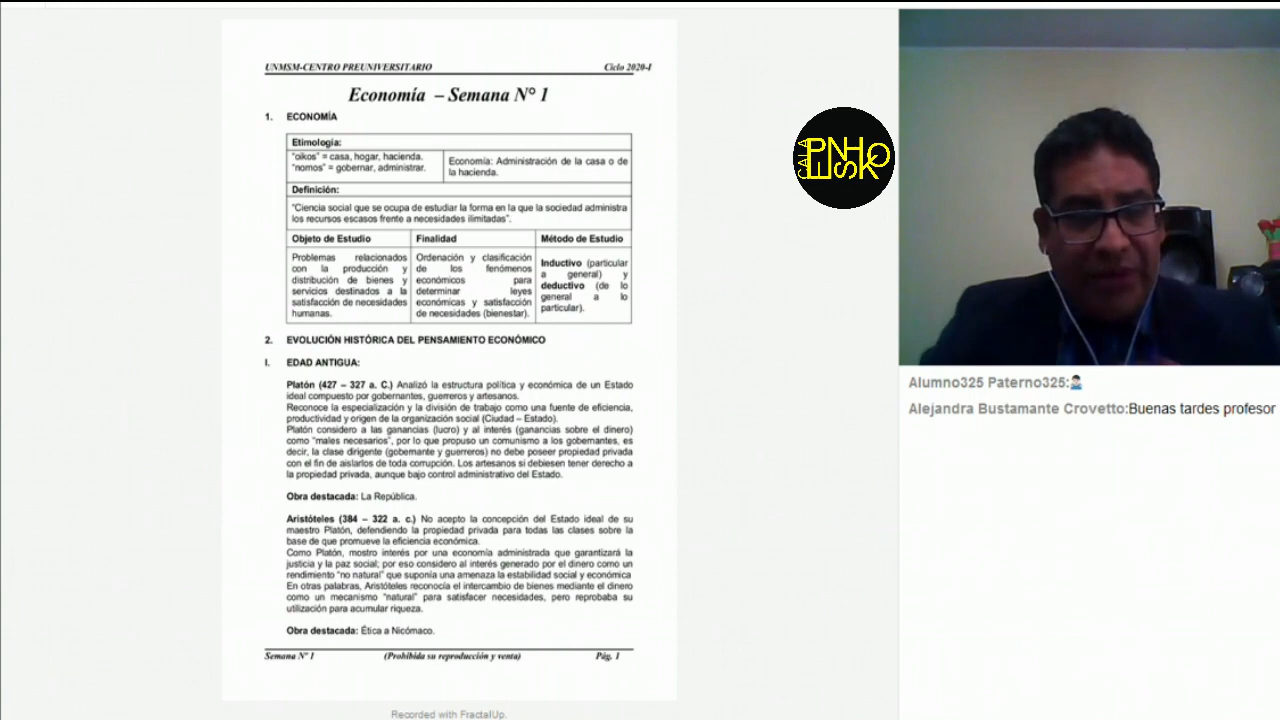 UNMSM-CENTRO PREUNIVERSITARIO Ciclo 2020-I
Economía – Semana N° 1
1. ECONOMÍA
Etimología:
"oikos" = casa, hogar, hacienda.
"nomos" = gobernar, administrar.
Economía: Administración de la casa o de
la hacienda.
Definición:
"Ciencia social que se ocupa de estudiar la forma en la que la sociedad administra
los recursos escasos frente a necesidades ilimitadas".
Objeto de Estudio
Problemas relacionados
con la producción y
distribución de bienes y
servicios destinados a la
satisfacción de necesidades
humanas.
Finalidad
Ordenación y clasificación
de los fenómenos
económicos para
determinar leyes
económicas y satisfacción
de necesidades (bienestar).
Método de Estudio
Inductivo (particular
a general) y
deductivo (de lo
general a lo
particular).
2. EVOLUCIÓN HISTÓRICA DEL PENSAMIENTO ECONÓMICO
I. EDAD ANTIGUA:
Platón (427 – 327 a. C.) Analizó la estructura política y económica de un Estado
ideal compuesto por gobernantes, guerreros y artesanos.
Reconoce la especialización y la división de trabajo como una fuente de eficiencia,
productividad y origen de la organización social (Ciudad – Estado).
Platón considero a las ganancias (lucro) y al interés (ganancias sobre el dinero)
como "males necesarios", por lo que propuso un comunismo a los gobernantes, es
decir, la clase dirigente (gobernante y guerreros) no debe poseer propiedad privada
con el fin de aislarlos de toda corrupción. Los artesanos si debiesen tener derecho a
la propiedad privada, aunque bajo control administrativo del Estado.
Obra destacada: La República.
Aristóteles (384 – 322 a. c.) No acepto la concepción del Estado ideal de su
maestro Platón, defendiendo la propiedad privada para todas las clases sobre la
base de que promueve la eficiencia económica.
Como Platón, mostro interés por una economía administrada que garantizará la
justicia y la paz social; por eso considero al interés generado por el dinero como un
rendimiento "no natural" que suponía una amenaza la estabilidad social y económica
En otras palabras, Aristóteles reconocía el intercambio de bienes mediante el dinero
como un mecanismo "natural" para satisfacer necesidades, pero reprobaba su
utilización para acumular riqueza.
Obra destacada: Ética a Nicómaco.
Semana Nº 1 (Prohibida su reproducción y venta) Pág. 1
Recorded with FractalUp.
Alumno325 Paterno325:
Alejandra Bustamante Crovetto:Buenas tardes profesor